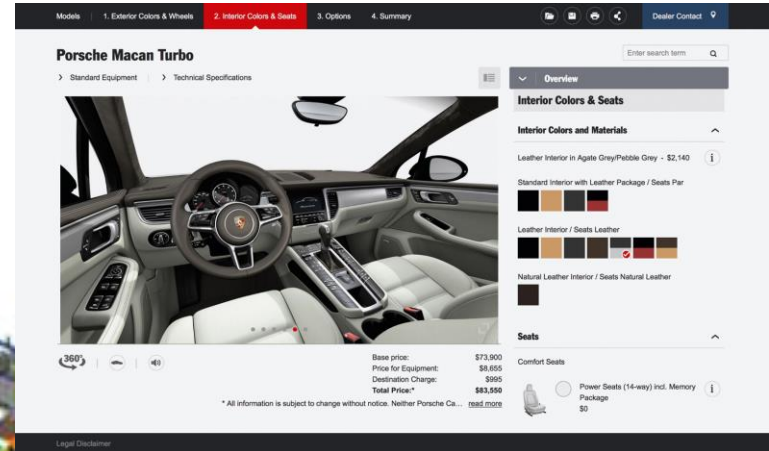 Models
1. Exterior Colors & Wheels
2. Interior Colors & Seats
3. Options
4. Summary
Dealer Contact
Porsche Macan Turbo
Enter search term
Standard Equipment
Technical Specifications
Overview
Interior Colors & Seats
Interior Colors and Materials
Leather Interior in Agate Grey/Pebble Grey - $2,140
i
Standard Interior with Leather Package / Seats Par
Leather Interior / Seats Leather
Natural Leather Interior / Seats Natural Leather
Seats
Comfort Seats
Power Seats (14-way) incl. Memory
Package
$0
i
360°
Base price: $73,900
Price for Equipment: $8,655
Destination Charge: $995
Total Price:* $83,550
* All information is subject to change without notice. Neither Porsche Ca... read more
Legal Disclaimer